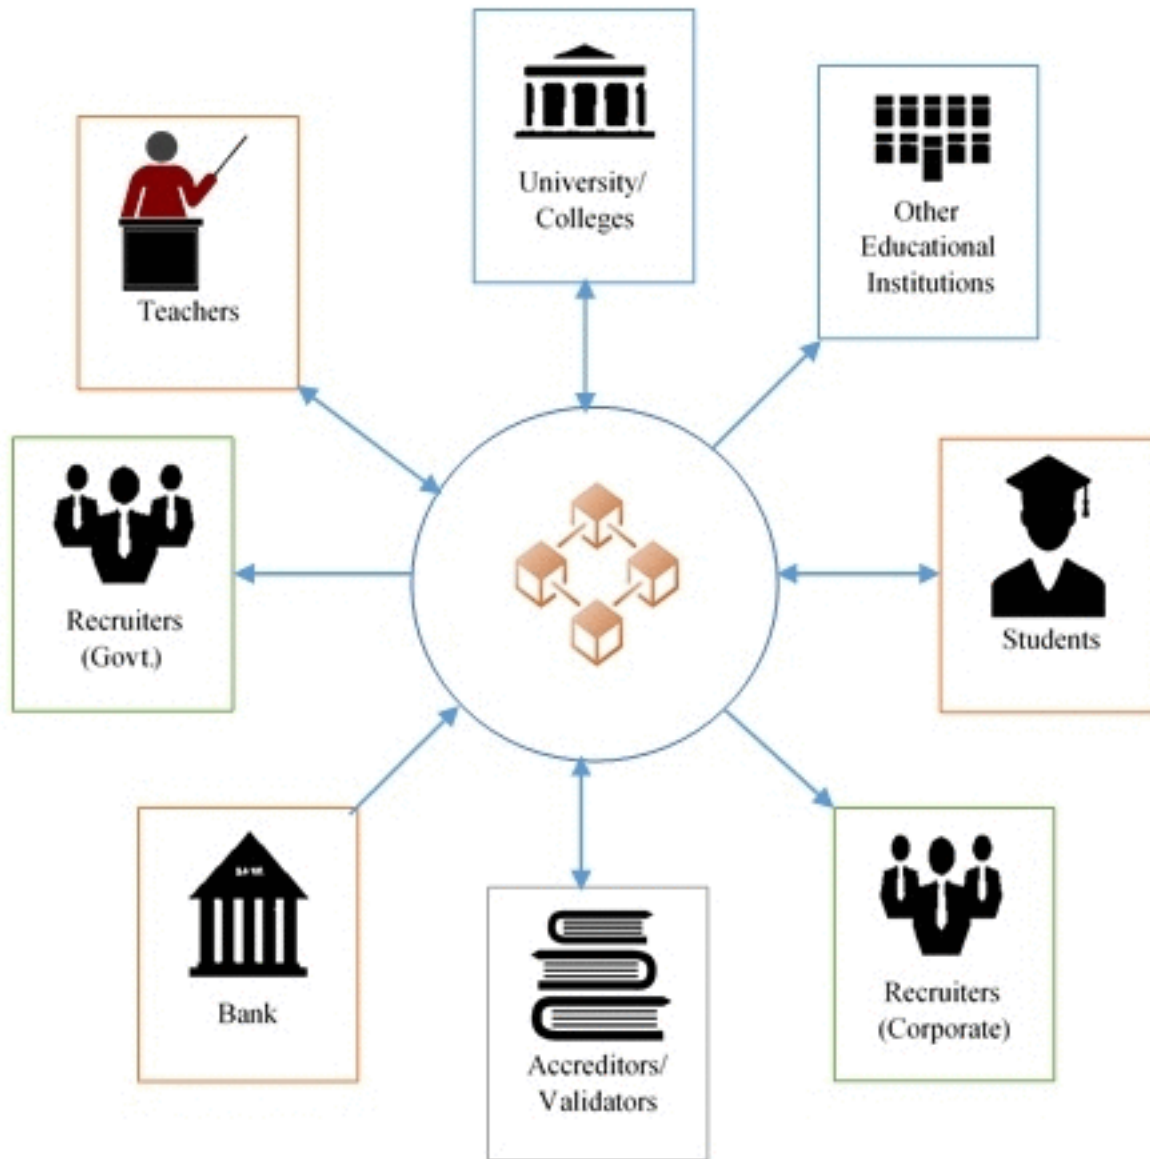 University/
Colleges
Other
Educational
Institutions
Teachers
Recruiters
(Govt.)
Students
Bank
Accreditors/
Validators
Recruiters
(Corporate)